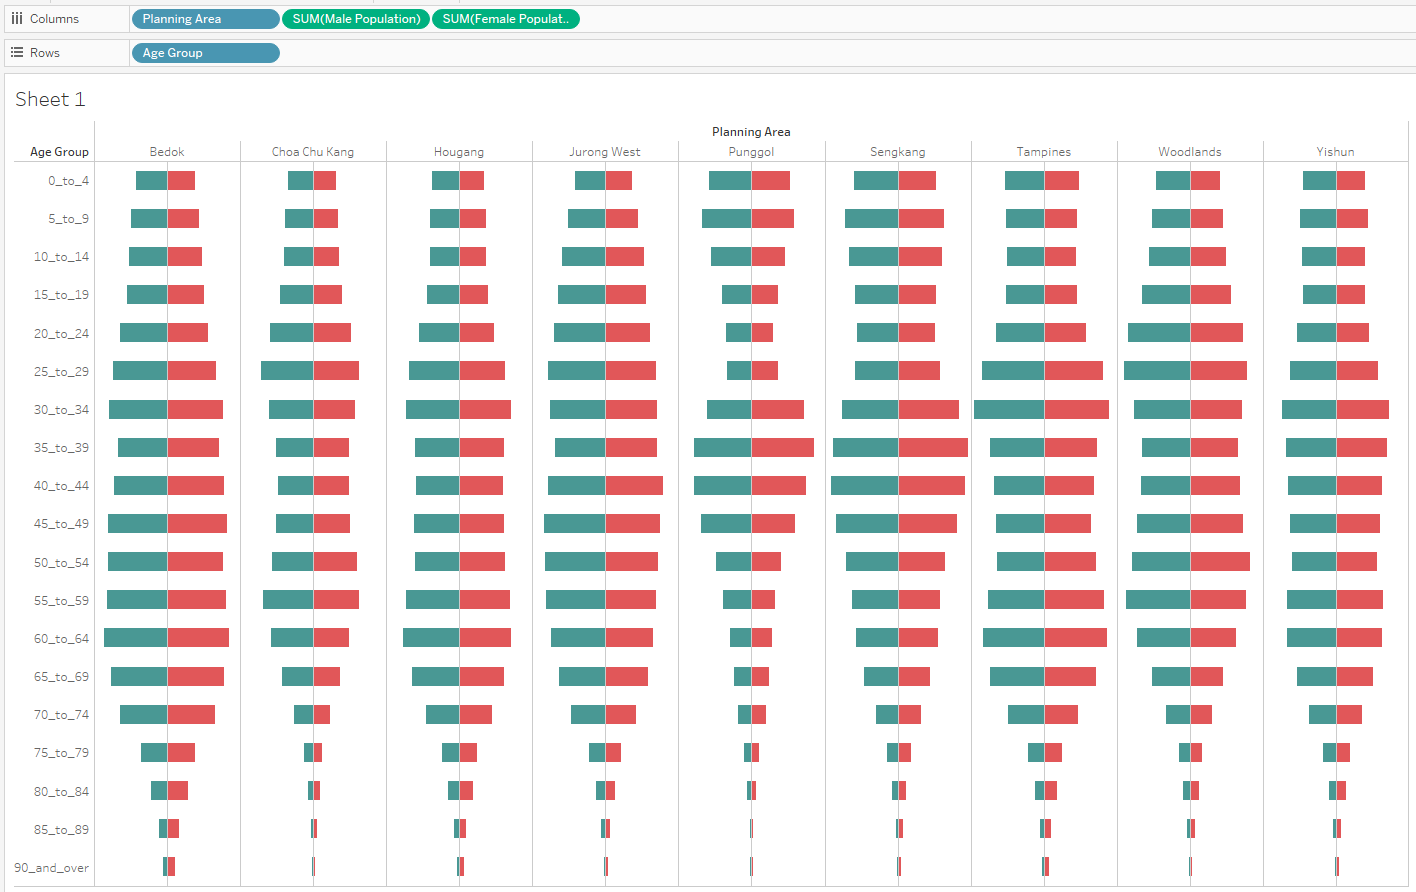 Columns Planning Area SUM(Male Population) SUM(Female Populat..
Rows Age Group
Sheet 1
Planning Area
Age Group Bedok Choa Chu Kang Hougang Jurong West Punggol Sengkang Tampines Woodlands Yishun
0_to_4
5_to_9
10_to_14
15_to_19
20_to_24
25_to_29
30_to_34
35_to_39
40_to_44
45_to_49
50_to_54
55_to_59
60_to_64
65_to_69
70_to_74
75_to_79
80_to_84
85_to_89
90_and_over